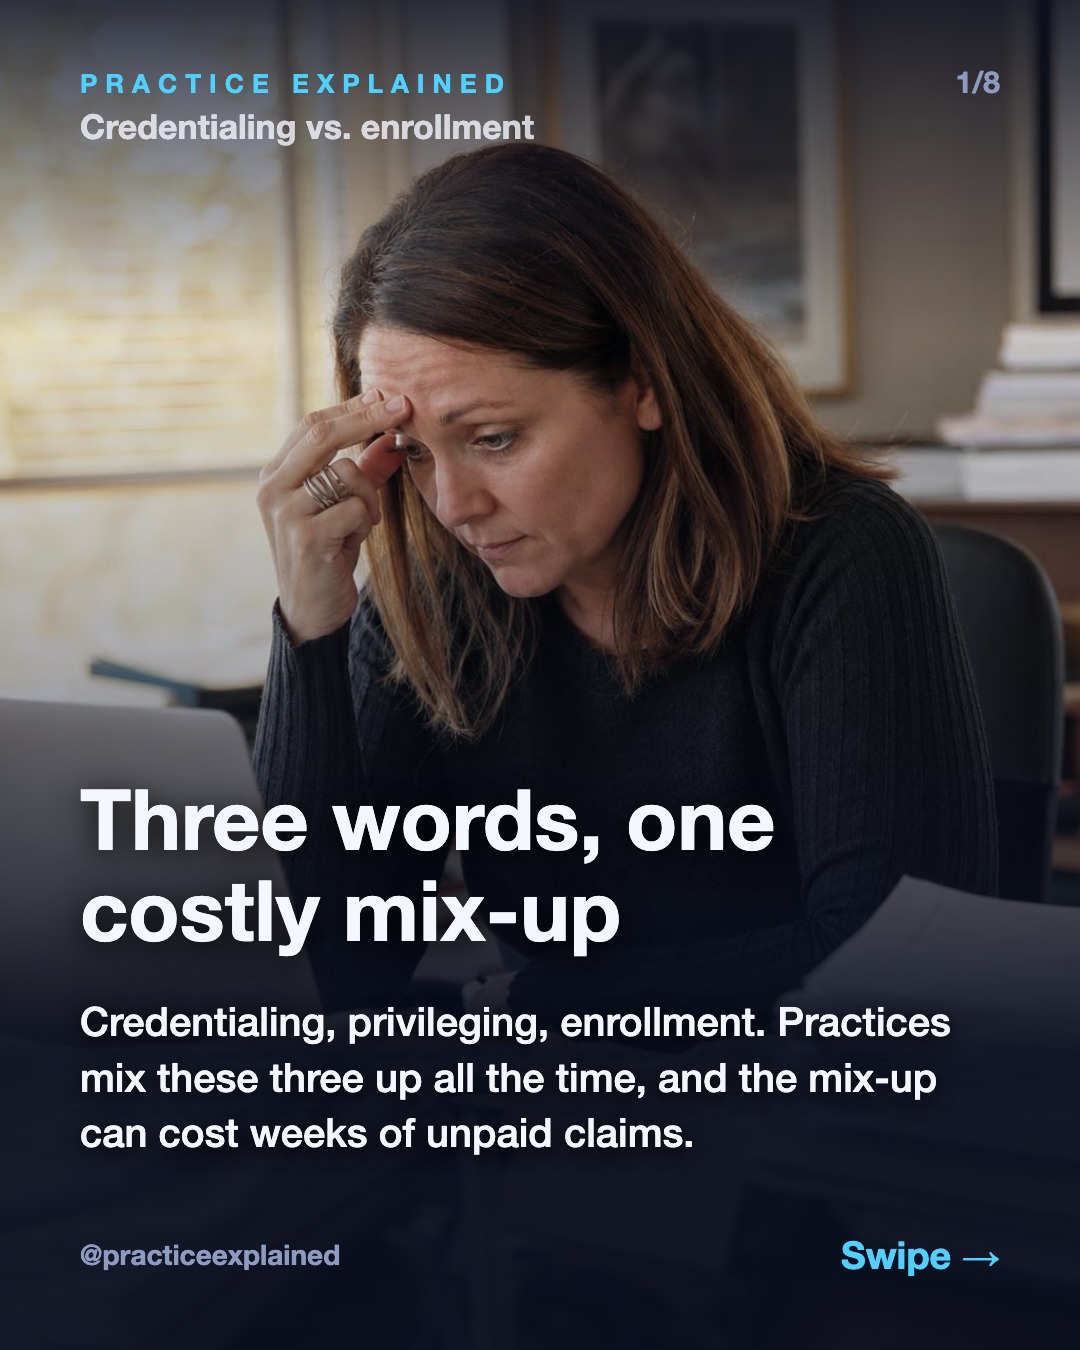 PRACTICE EXPLAINED
1/8
Credentialing vs. enrollment
Three words, one
costly mix-up
Credentialing, privileging, enrollment. Practices
mix these three up all the time, and the mix-up
can cost weeks of unpaid claims.
@practiceexplained
Swipe →